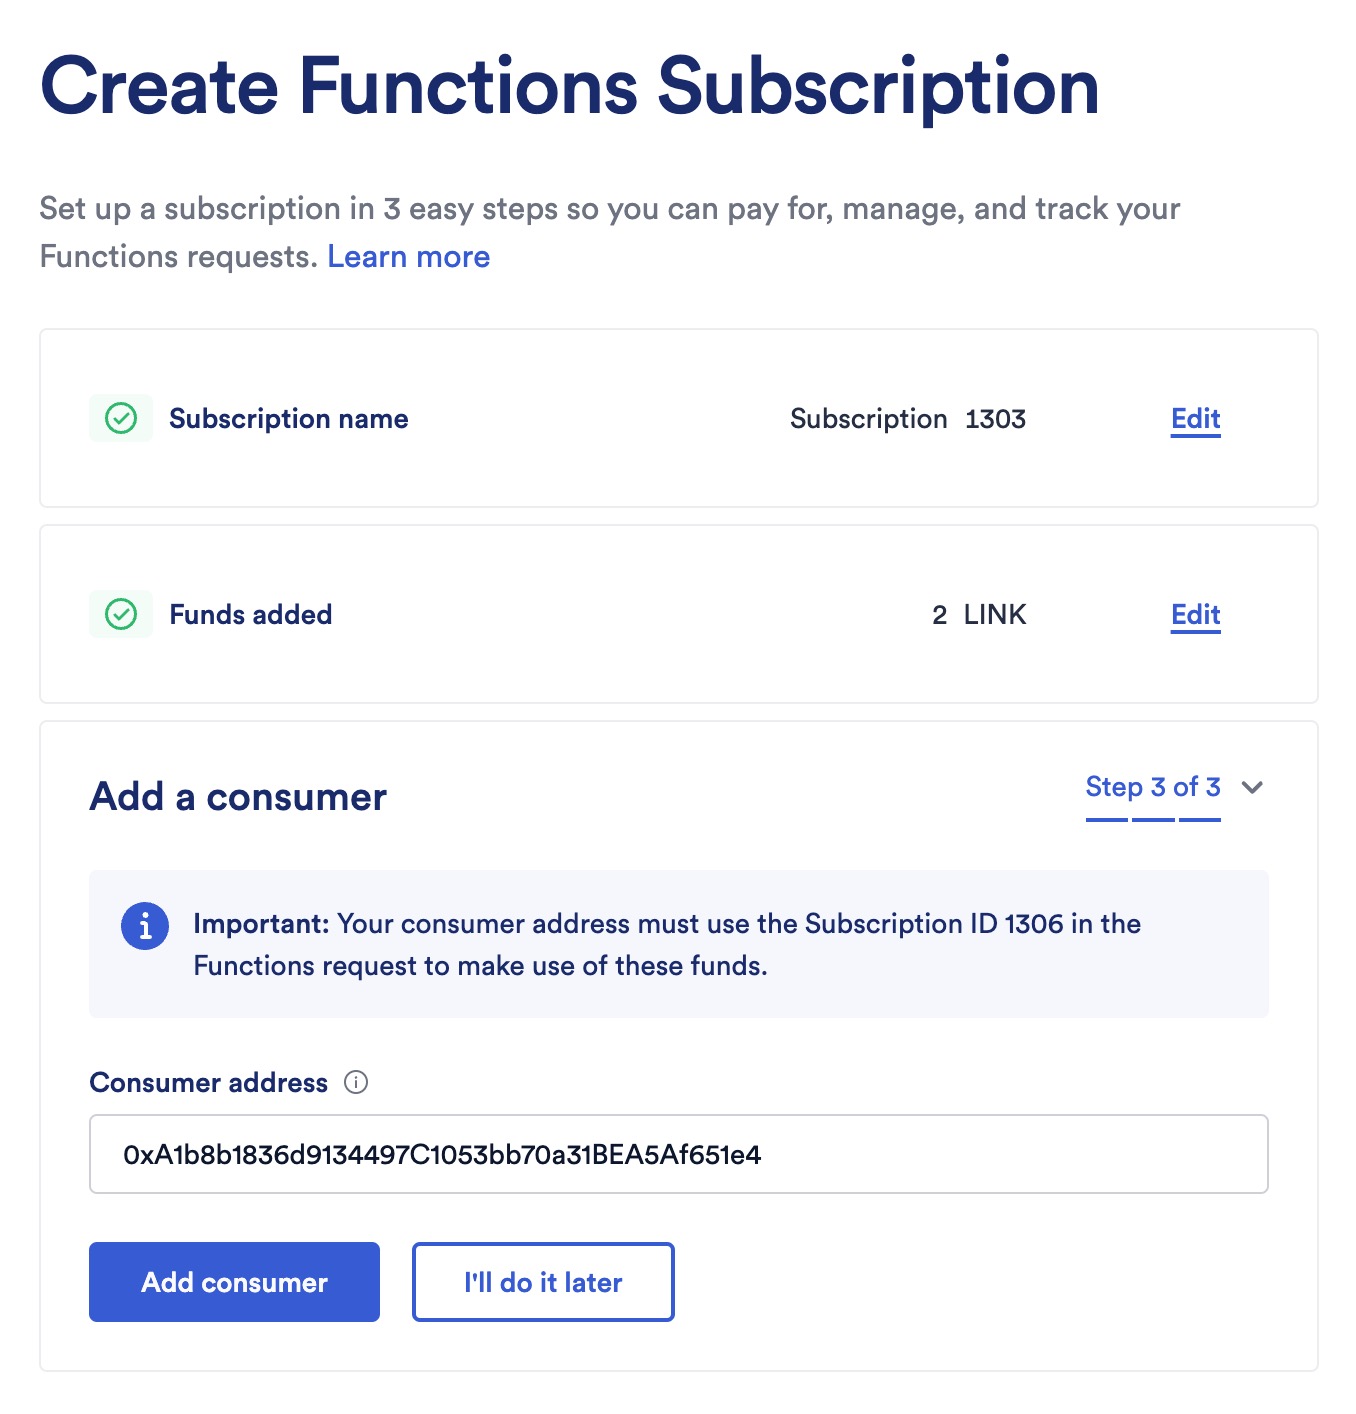 Create Functions Subscription
Set up a subscription in 3 easy steps so you can pay for, manage, and track your
Functions requests. Learn more
Subscription name Subscription 1303 Edit
Funds added 2 LINK Edit
Add a consumer Step 3 of 3
Important: Your consumer address must use the Subscription ID 1306 in the
Functions request to make use of these funds.
Consumer address
0xA1b8b1836d9134497C1053bb70a31BEA5Af651e4
Add consumer I'll do it later